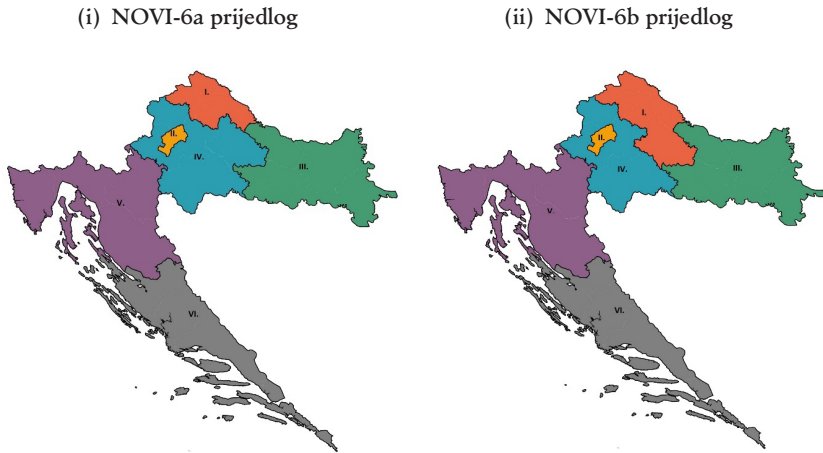 (i) NOVI-6a prijedlog
(ii) NOVI-6b prijedlog
I.
II.
IV.
III.
V.
VI.
I.
II.
IV.
III.
V.
VI.